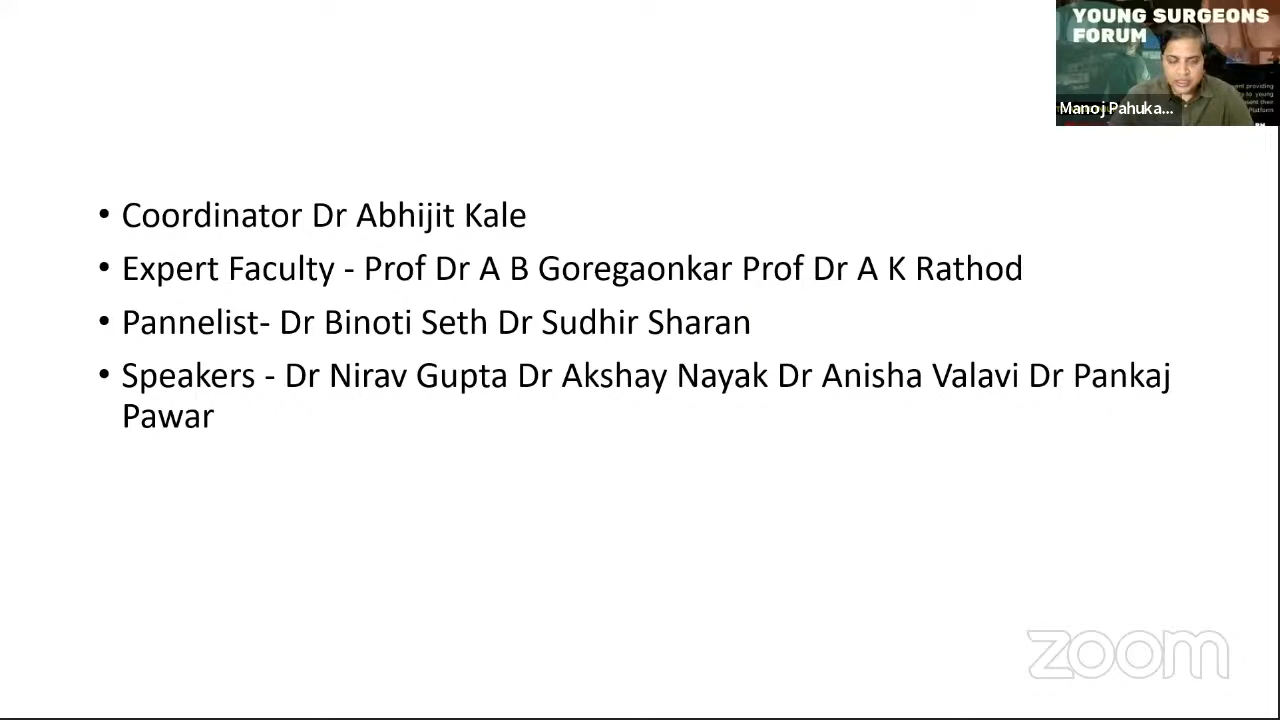 YOUNG SURGEONS
FORUM
Manoj Pahuka...
• Coordinator Dr Abhijit Kale
• Expert Faculty - Prof Dr A B Goregaonkar Prof Dr A K Rathod
• Pannelist- Dr Binoti Seth Dr Sudhir Sharan
• Speakers - Dr Nirav Gupta Dr Akshay Nayak Dr Anisha Valavi Dr Pankaj
Pawar
zoom